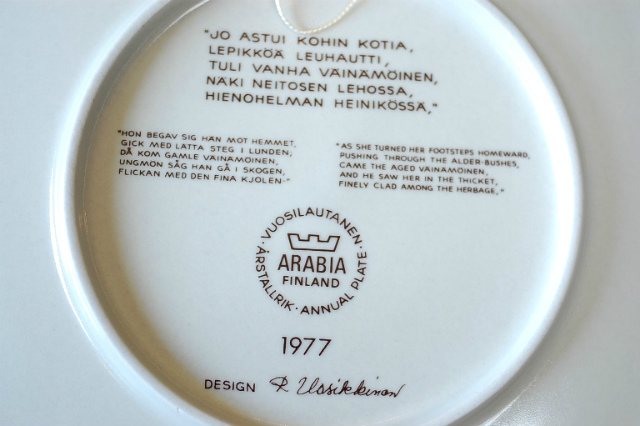 "JO ASTUI KOHIN KOTIA,
LEPIKKÖÄ LEUHAUTTI,
TULI VANHA VÄINÄMÖINEN,
NÄKI NEITOSEN LEHOSSA,
HIENOHELMAN HEINIKÖSSÄ."
"HON BEGAV SIG HÄN MOT HEMMET,
GICK MED LÄTTA STEG I LUNDEN;
DÅ KOM GAMLE VÄINÄMÖINEN,
UNGMÖN SÅG HAN GÅ I SKOGEN,
FLICKAN MED DEN FINA KJOLEN-"
"AS SHE TURNED HER FOOTSTEPS HOMEWARD,
PUSHING THROUGH THE ALDER-BUSHES,
CAME THE AGED VÄINÄMÖINEN,
AND HE SAW HER IN THE THICKET,
FINELY CLAD AMONG THE HERBAGE."
· VUOSILAUTANEN ·
ARABIA
FINLAND
ÅRSTALLRIK · ANNUAL PLATE ·
1977
DESIGN R. Uosikkinen